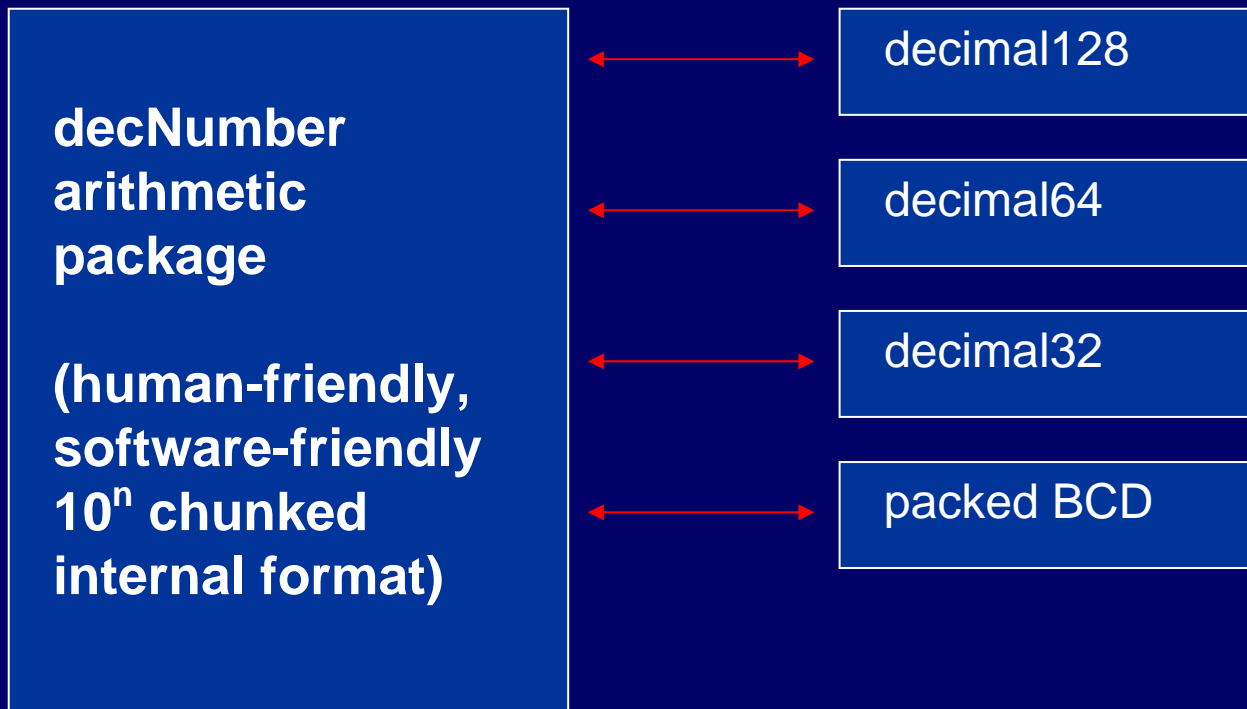 decNumber
arithmetic
package
(human-friendly,
software-friendly
10ⁿ chunked
internal format)
decimal128
decimal64
decimal32
packed BCD